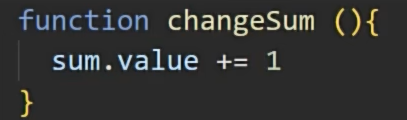 function changeSum (){
  sum.value += 1
}